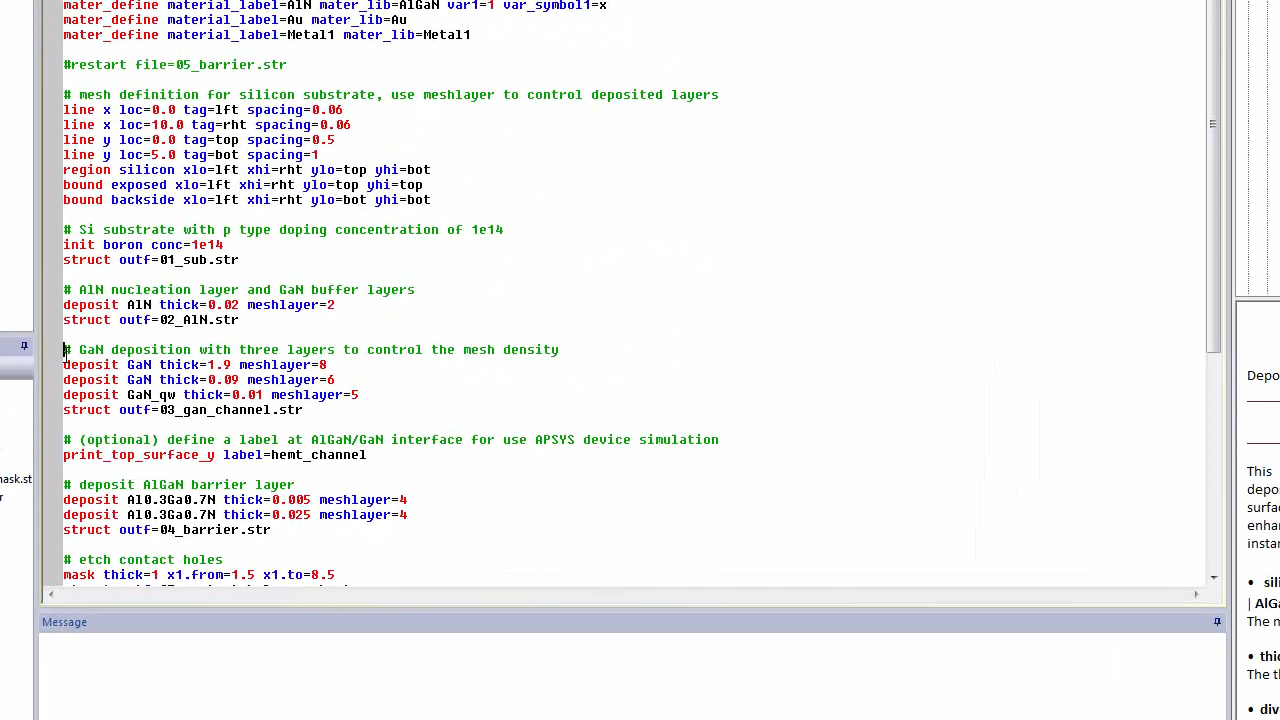 mater_define material_label=AlN mater_lib=AlGaN var1=1 var_symbol1=x
mater_define material_label=Au mater_lib=Au
mater_define material_label=Metal1 mater_lib=Metal1
#restart file=05_barrier.str
# mesh definition for silicon substrate, use meshlayer to control deposited layers
line x loc=0.0 tag=lft spacing=0.06
line x loc=10.0 tag=rht spacing=0.06
line y loc=0.0 tag=top spacing=0.5
line y loc=5.0 tag=bot spacing=1
region silicon xlo=lft xhi=rht ylo=top yhi=bot
bound exposed xlo=lft xhi=rht ylo=top yhi=top
bound backside xlo=lft xhi=rht ylo=bot yhi=bot
# Si substrate with p type doping concentration of 1e14
init boron conc=1e14
struct outf=01_sub.str
# AlN nucleation layer and GaN buffer layers
deposit AlN thick=0.02 meshlayer=2
struct outf=02_AlN.str
# GaN deposition with three layers to control the mesh density
deposit GaN thick=1.9 meshlayer=8
deposit GaN thick=0.09 meshlayer=6
deposit GaN_qw thick=0.01 meshlayer=5
struct outf=03_gan_channel.str
# (optional) define a label at AlGaN/GaN interface for use APSYS device simulation
print_top_surface_y label=hemt_channel
# deposit AlGaN barrier layer
deposit Al0.3Ga0.7N thick=0.005 meshlayer=4
deposit Al0.3Ga0.7N thick=0.025 meshlayer=4
struct outf=04_barrier.str
# etch contact holes
mask thick=1 x1.from=1.5 x1.to=8.5
Message
mask.st
r
Depo
This
depo
surfa
enha
instar
• sili
| AlGa
The m
• thic
The th
• div